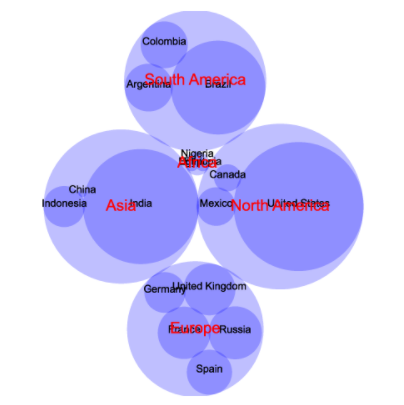 Colombia
South America
Argentina
Brazil
Nigeria
Africa
Canada
China
Indonesia
Asia
India
Mexico
North America
United States
Germany
United Kingdom
Europe
France
Russia
Spain